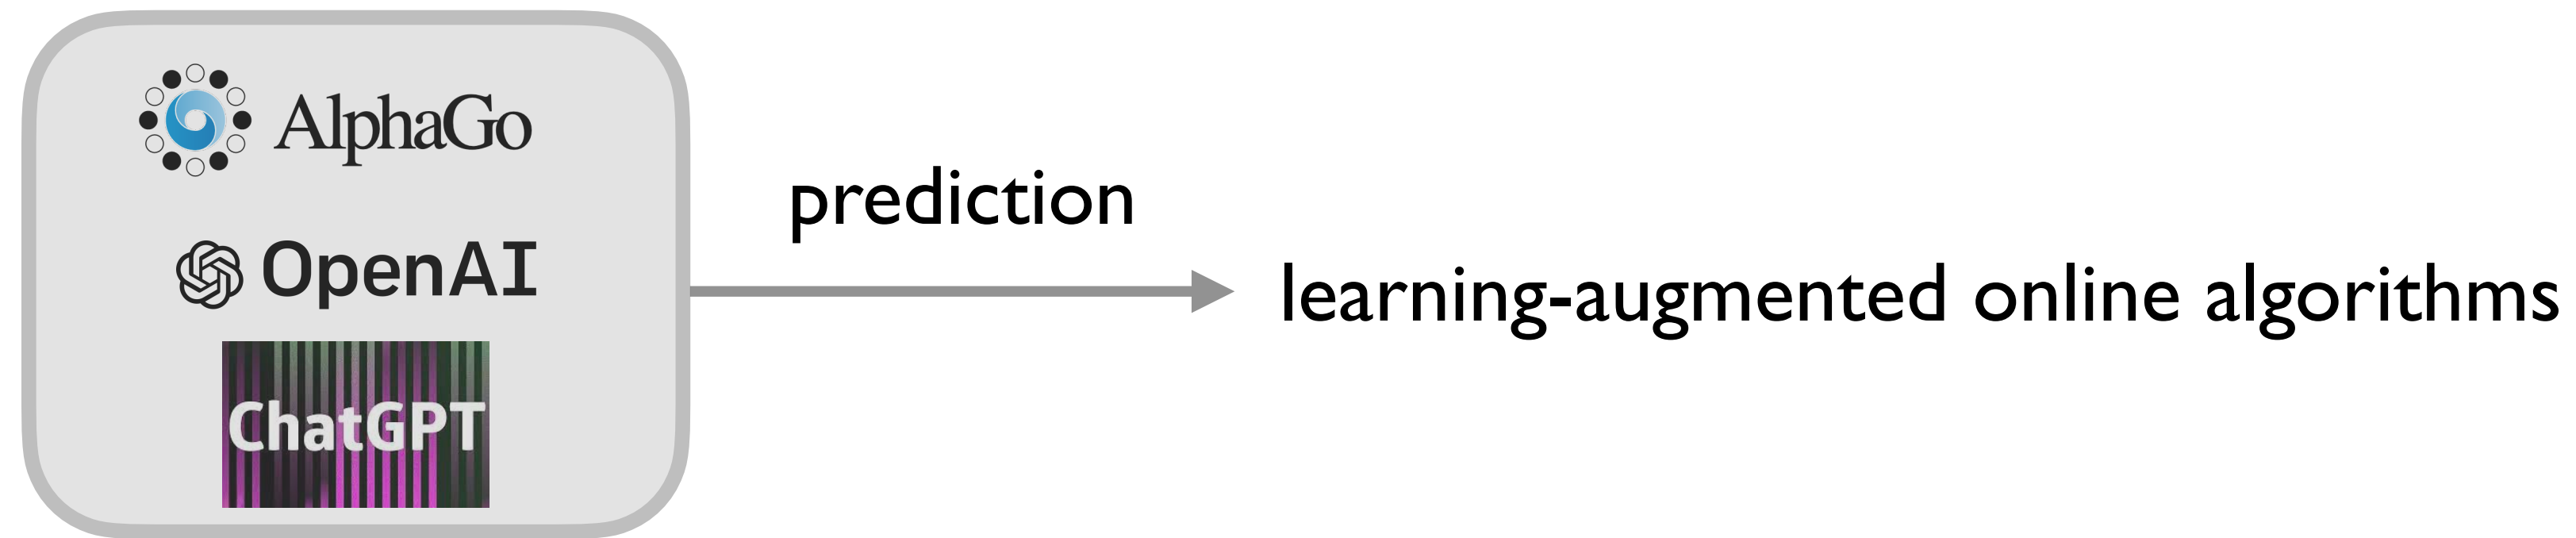 AlphaGo
OpenAI
ChatGPT
prediction
learning-augmented online algorithms